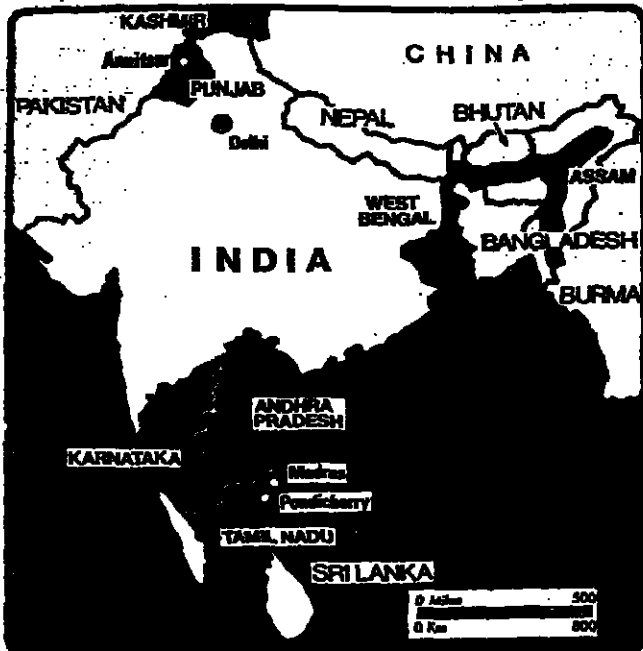 KASHMIR
CHINA
Amritsar
PUNJAB
PAKISTAN
NEPAL
BHUTAN
Delhi
ASSAM
WEST
BENGAL
BANGLADESH
INDIA
BURMA
ANDHRA
PRADESH
KARNATAKA
Madras
Pondicherry
TAMIL NADU
SRI LANKA
0 Miles 500
0 Km 800